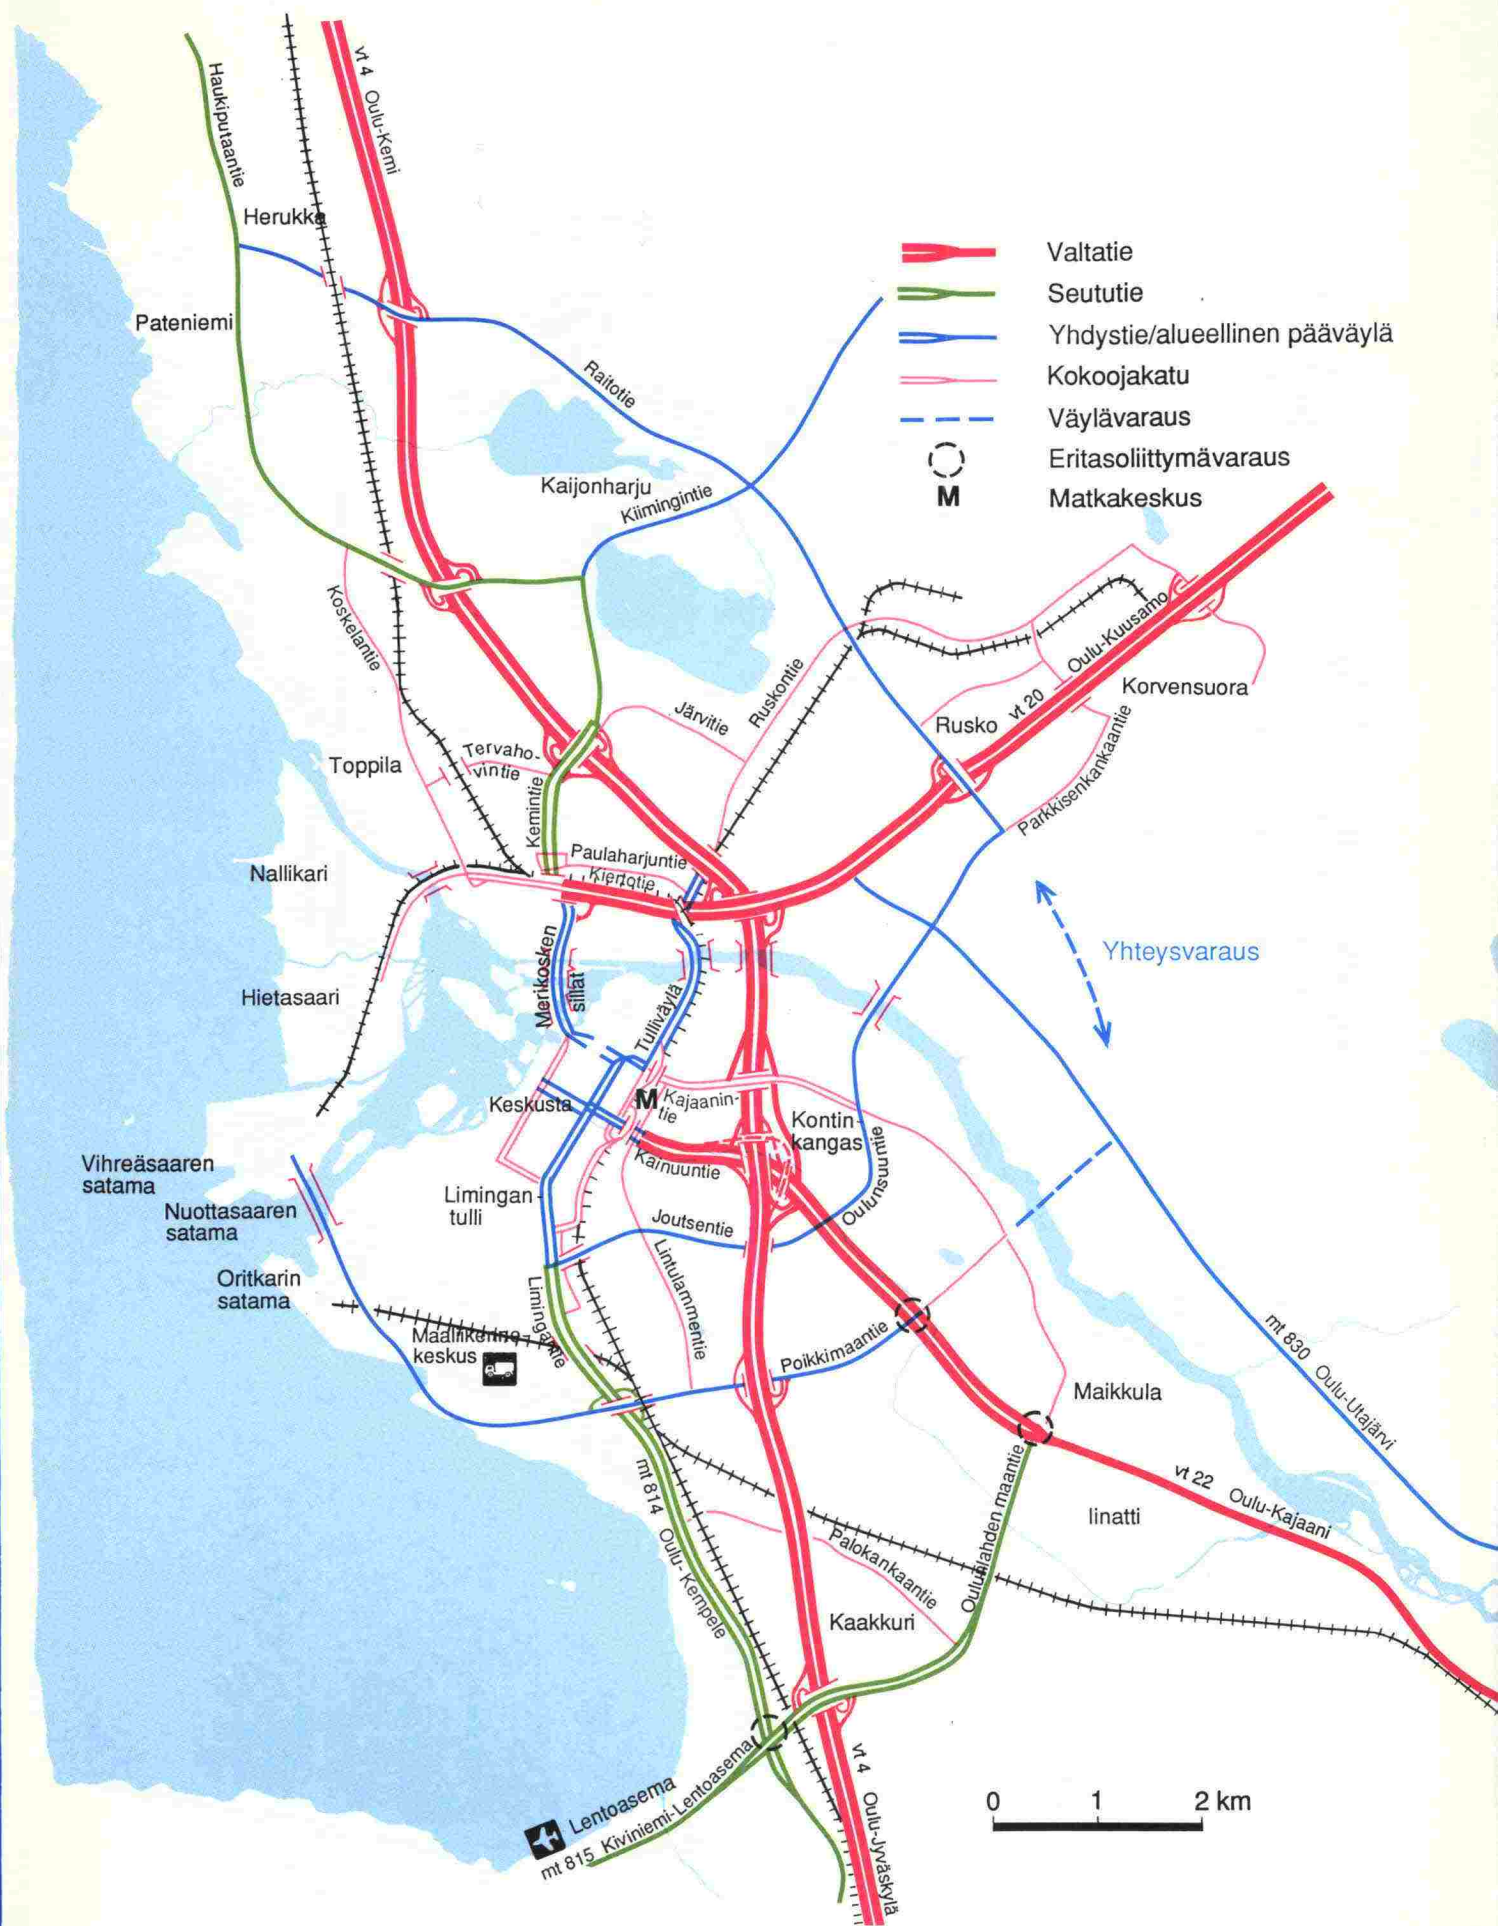 vt 4 Oulu-Kemi
Haukiputaantie
Herukka
Pateniemi
Valtatie
Seututie
Yhdystie/alueellinen pääväylä
Kokoojakatu
Väylävaraus
Eritasoliittymävaraus
M Matkakeskus
Raitotie
Kaijonharju
Kiimingintie
Koskelantie
Oulu-Kuusamo
vt 20
Korvensuora
Rusko
Ruskontie
Järvitie
Parkkisenkankaantie
Toppila
Tervaho-
vintie
Kemintie
Paulaharjuntie
Kiertotie
Nallikari
Yhteysvaraus
Hietasaari
Merikosken
sillat
Tulliväylä
Keskusta
M
Kajaanin-
tie
Kontin-
kangas
Kainuuntie
Oulunsuuntie
Vihreäsaaren
satama
Nuottasaaren
satama
Limingan-
tulli
Joutsentie
Oritkarin
satama
Lintulammentie
Limingantie
Maaliikenne-
keskus
Poikkimaantie
mt 830 Oulu-Utajärvi
Maikkula
vt 22 Oulu-Kajaani
Iinatti
mt 814 Oulu-Kempele
Palokankaantie
Oulunlahden maantie
Kaakkuri
vt 4 Oulu-Jyväskylä
Lentoasema
mt 815 Kiviniemi-Lentoasema
0 1 2 km